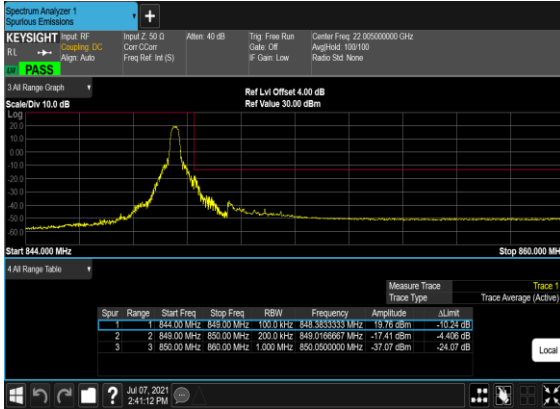 Spectrum Analyzer 1
Spurious Emissions
+
KEYSIGHT Input: RF Input Z: 50 Ω Atten: 40 dB Trig: Free Run Center Freq: 22.005000000 GHz
RL Coupling: DC Corr CCorr Gate: Off Avg|Hold: 100/100
Align: Auto Freq Ref: Int (S) IF Gain: Low Radio Std: None
PASS
3 All Range Graph
Ref Lvl Offset 4.00 dB
Scale/Div 10.0 dB Ref Value 30.00 dBm
Log
20.0
10.0
0.00
-10.0
-20.0
-30.0
-40.0
-50.0
-60.0
Start 844.000 MHz Stop 860.000 MH
4 All Range Table
Measure Trace Trace 1
Trace Type Trace Average (Active)
Spur Range Start Freq Stop Freq RBW Frequency Amplitude ΔLimit
1 1 844.00 MHz 849.00 MHz 100.0 kHz 848.3833333 MHz 19.76 dBm -10.24 dB
2 2 849.00 MHz 850.00 MHz 200.0 kHz 849.0166667 MHz -17.41 dBm -4.406 dB
3 3 850.00 MHz 860.00 MHz 1.000 MHz 850.0500000 MHz -37.07 dBm -24.07 dB
Local
? Jul 07, 2021
2:41:12 PM